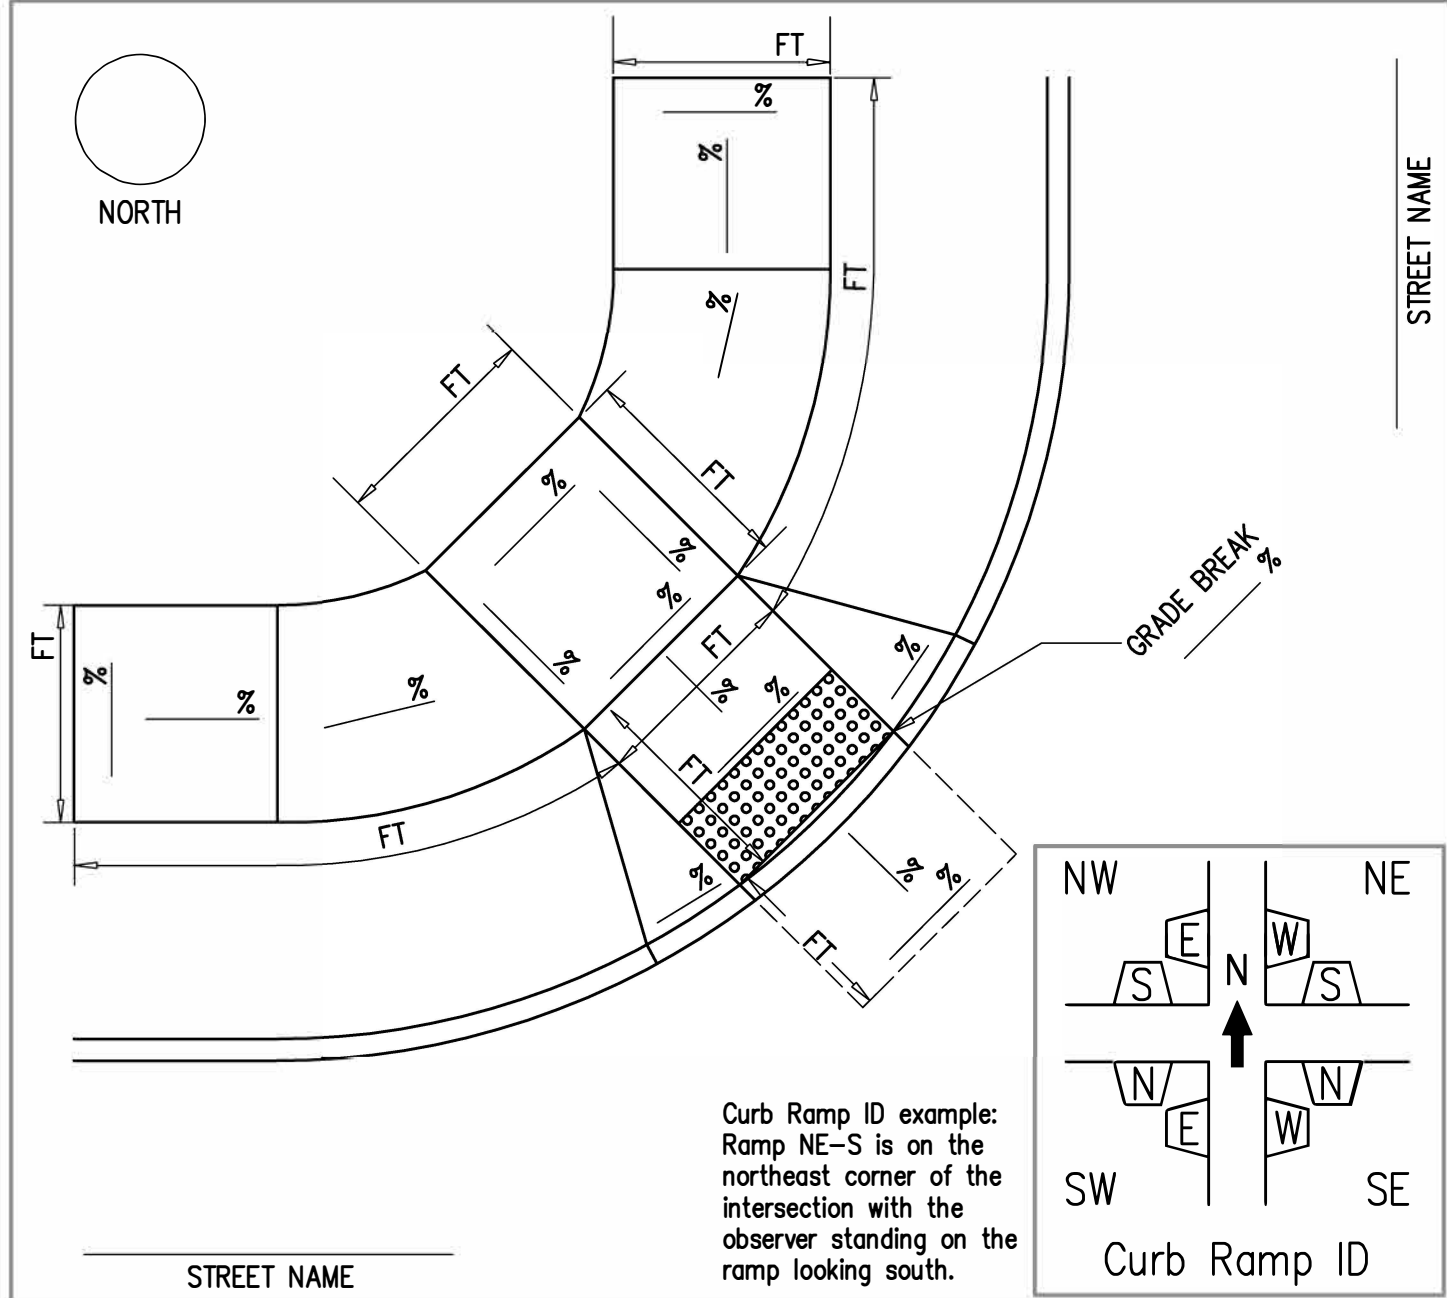 FT
%
%
NORTH
STREET NAME
FT
%
FT
FT
%
%
%
%
GRADE BREAK
%
FT
%
%
%
FT
%
%
%
FT
FT
%
%
%
FT
STREET NAME
Curb Ramp ID example:
Ramp NE-S is on the
northeast corner of the
intersection with the
observer standing on the
ramp looking south.
NW NE
E W
S N S
N N
E W
SW SE
Curb Ramp ID